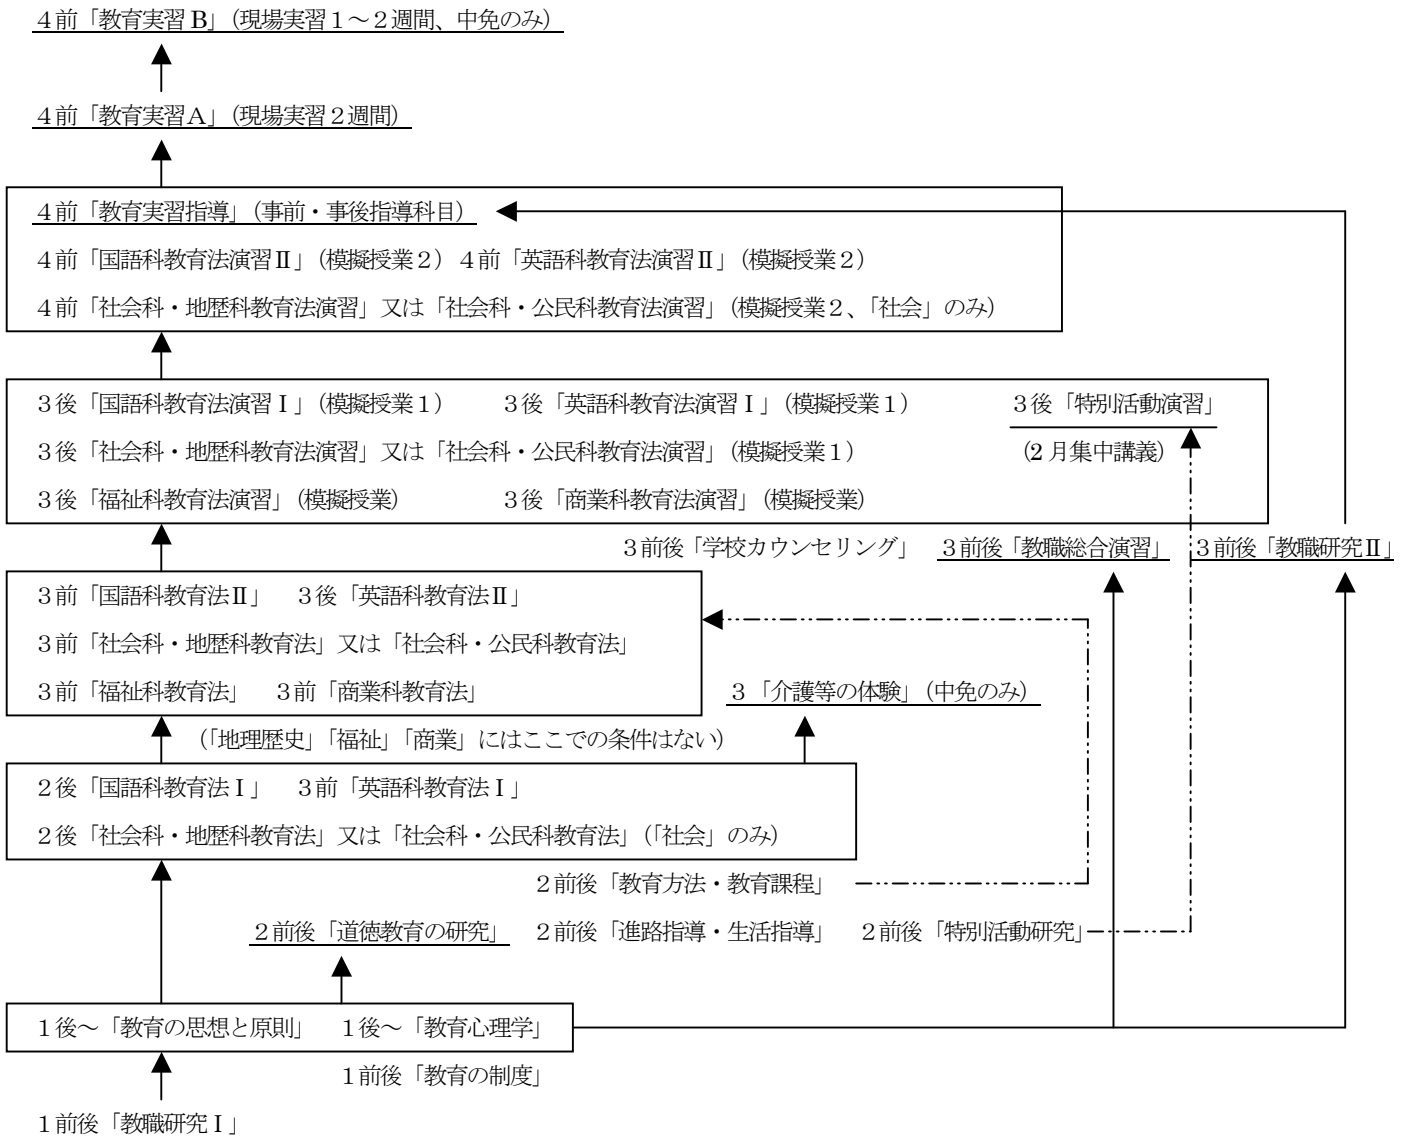 ４前「教育実習 B」(現場実習１～２週間、中免のみ)
４前「教育実習Ａ」(現場実習２週間)
４前「教育実習指導」(事前・事後指導科目)
４前「国語科教育法演習Ⅱ」(模擬授業２) ４前「英語科教育法演習Ⅱ」(模擬授業２)
４前「社会科・地歴科教育法演習」又は「社会科・公民科教育法演習」(模擬授業２、「社会」のみ)
３後「国語科教育法演習Ⅰ」(模擬授業１) ３後「英語科教育法演習Ⅰ」(模擬授業１) ３後「特別活動演習」
３後「社会科・地歴科教育法演習」又は「社会科・公民科教育法演習」(模擬授業１) (2 月集中講義)
３後「福祉科教育法演習」(模擬授業) ３後「商業科教育法演習」(模擬授業)
３前後「学校カウンセリング」 ３前後「教職総合演習」 ３前後「教職研究Ⅱ」
３前「国語科教育法Ⅱ」 ３後「英語科教育法Ⅱ」
３前「社会科・地歴科教育法」又は「社会科・公民科教育法」
３前「福祉科教育法」 ３前「商業科教育法」
３「介護等の体験」(中免のみ)
(「地理歴史」「福祉」「商業」にはここでの条件はない)
２後「国語科教育法Ⅰ」 ３前「英語科教育法Ⅰ」
２後「社会科・地歴科教育法」又は「社会科・公民科教育法」(「社会」のみ)
２前後「教育方法・教育課程」
２前後「道徳教育の研究」 ２前後「進路指導・生活指導」 ２前後「特別活動研究」
１後～「教育の思想と原則」 １後～「教育心理学」
１前後「教育の制度」
１前後「教職研究Ⅰ」